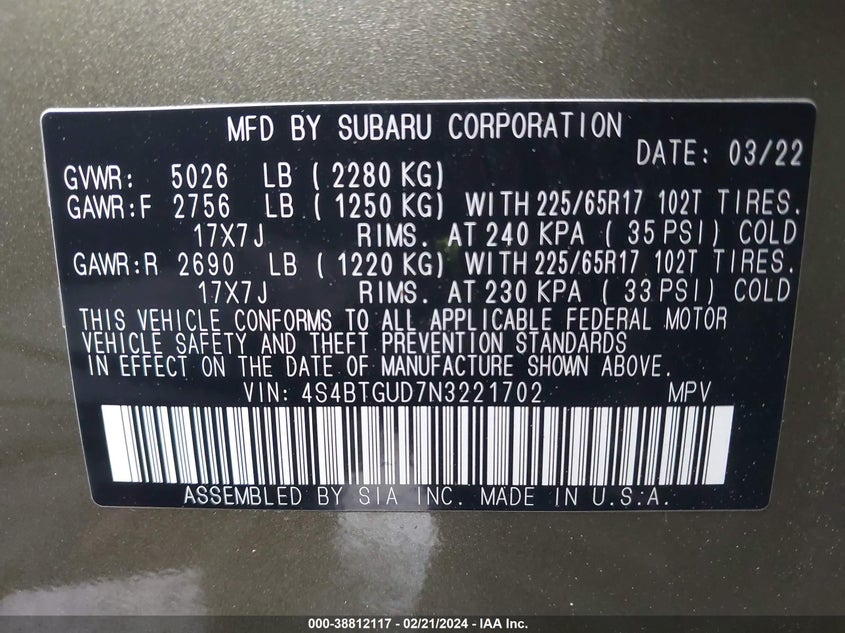 MFD BY SUBARU CORPORATION
DATE: 03/22
GVWR: 5026 LB ( 2280 KG)
GAWR:F 2756 LB ( 1250 KG) WITH 225/65R17 102T TIRES.
17X7J RIMS. AT 240 KPA ( 35 PSI) COLD
GAWR:R 2690 LB ( 1220 KG) WITH 225/65R17 102T TIRES.
17X7J RIMS. AT 230 KPA ( 33 PSI) COLD
THIS VEHICLE CONFORMS TO ALL APPLICABLE FEDERAL MOTOR
VEHICLE SAFETY AND THEFT PREVENTION STANDARDS
IN EFFECT ON THE DATE OF MANUFACTURE SHOWN ABOVE.
VIN: 4S4BTGUD7N3221702 MPV
ASSEMBLED BY SIA INC. MADE IN U.S.A.
000-38812117 - 02/21/2024 - IAA Inc.